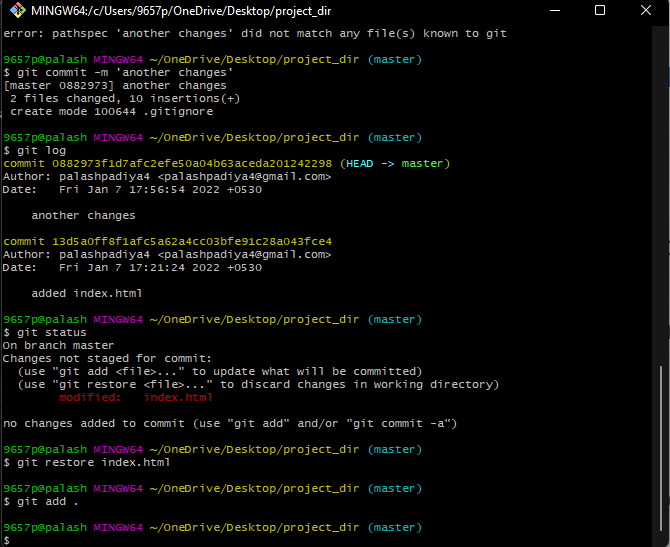 MINGW64:/c/Users/9657p/OneDrive/Desktop/project_dir
error: pathspec 'another changes' did not match any file(s) known to git
9657p@palash MINGW64 ~/OneDrive/Desktop/project_dir (master)
$ git commit -m 'another changes'
[master 0882973] another changes
2 files changed, 10 insertions(+)
create mode 100644 .gitignore
9657p@palash MINGW64 ~/OneDrive/Desktop/project_dir (master)
$ git log
commit 0882973f1d7afc2efe50a04b63aceda201242298 (HEAD -> master)
Author: palashpadiya4 <palashpadiya4@gmail.com>
Date:   Fri Jan 7 17:56:54 2022 +0530
another changes
commit 13d5a0ff8f1afc5a62a4cc03bfe91c28a043fce4
Author: palashpadiya4 <palashpadiya4@gmail.com>
Date:   Fri Jan 7 17:21:24 2022 +0530
added index.html
9657p@palash MINGW64 ~/OneDrive/Desktop/project_dir (master)
$ git status
On branch master
Changes not staged for commit:
(use "git add <file>..." to update what will be committed)
(use "git restore <file>..." to discard changes in working directory)
modified:   index.html
no changes added to commit (use "git add" and/or "git commit -a")
9657p@palash MINGW64 ~/OneDrive/Desktop/project_dir (master)
$ git restore index.html
9657p@palash MINGW64 ~/OneDrive/Desktop/project_dir (master)
$ git add .
9657p@palash MINGW64 ~/OneDrive/Desktop/project_dir (master)
$